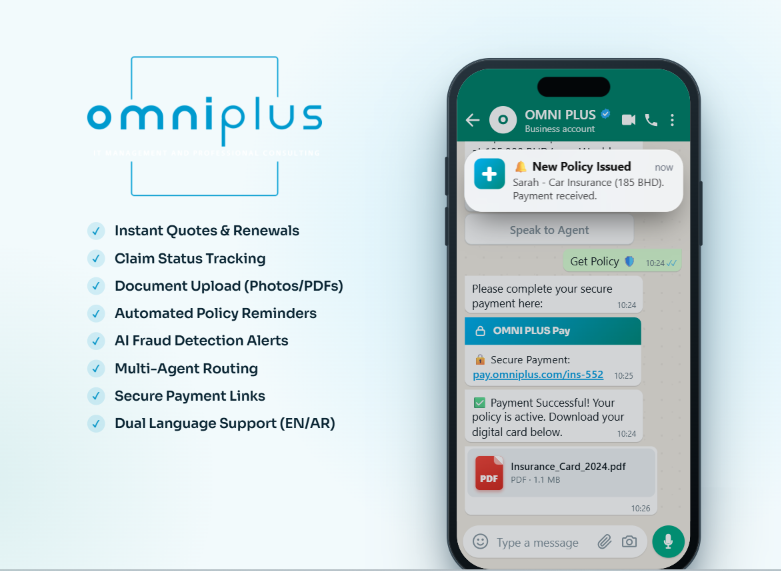 omniplus
Instant Quotes & Renewals
Claim Status Tracking
Document Upload (Photos/PDFs)
Automated Policy Reminders
AI Fraud Detection Alerts
Multi-Agent Routing
Secure Payment Links
Dual Language Support (EN/AR)
OMNI PLUS
Business account
New Policy Issued
now
Sarah - Car Insurance (185 BHD).
Payment received.
Speak to Agent
Get Policy
10:24
Please complete your secure
payment here:
10:24
OMNI PLUS Pay
Secure Payment:
pay.omniplus.com/ins-552
10:25
Payment Successful! Your
policy is active. Download your
digital card below.
10:24
PDF
Insurance_Card_2024.pdf
PDF - 1.1 MB
10:26
Type a message